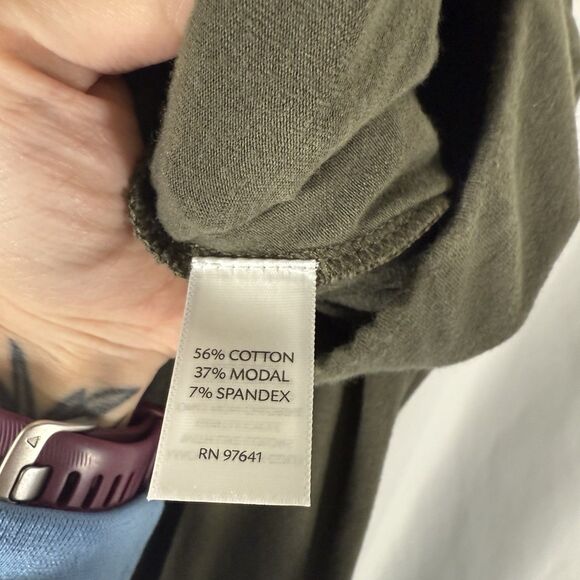 56% COTTON
37% MODAL
7% SPANDEX
RN 97641